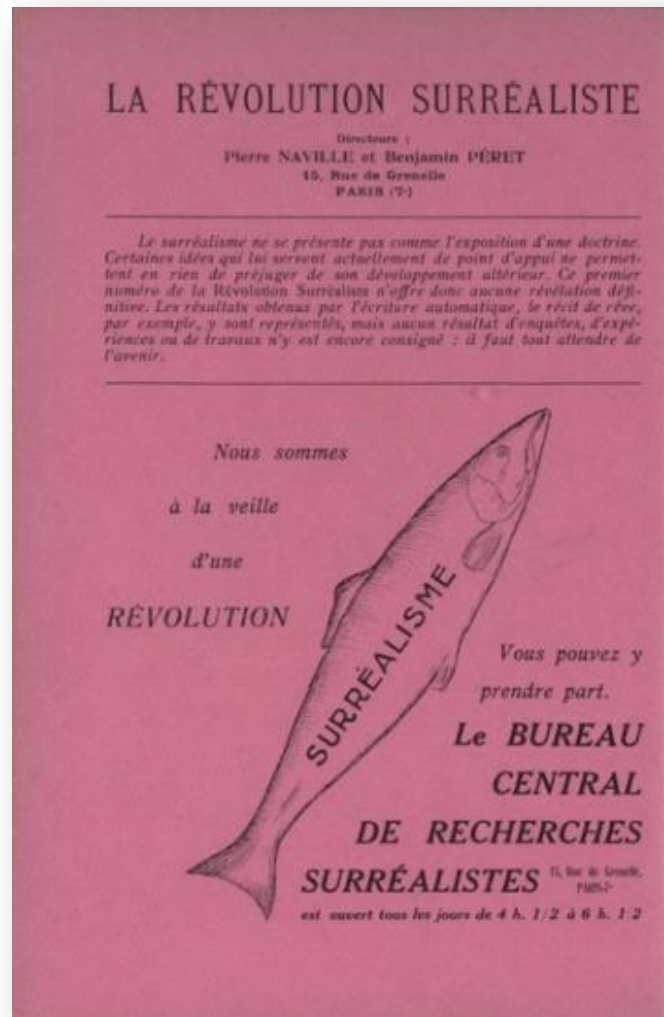 LA RÉVOLUTION SURRÉALISTE
Directeurs :
Pierre NAVILLE et Benjamin PÉRET
15, Rue de Grenelle
PARIS (7e)
Le surréalisme ne se présente pas comme l'exposition d'une doctrine.
Certaines idées qui lui servent actuellement de point d'appui ne permet-
tent en rien de préjuger de son développement ultérieur. Ce premier
numéro de la Révolution Surréaliste n'offre donc aucune révélation défi-
nitive. Les résultats obtenus par l'écriture automatique, le récit de rêve,
par exemple, y sont représentés, mais aucun résultat d'enquêtes, d'expé-
riences ou de travaux n'y est encore consigné : il faut tout attendre de
l'avenir.
Nous sommes
à la veille
d'une
RÉVOLUTION
SURRÉALISME
Vous pouvez y
prendre part.
Le BUREAU
CENTRAL
DE RECHERCHES
SURRÉALISTES
15, Rue de Grenelle,
PARIS-7e
est ouvert tous les jours de 4 h. 1/2 à 6 h. 1/2